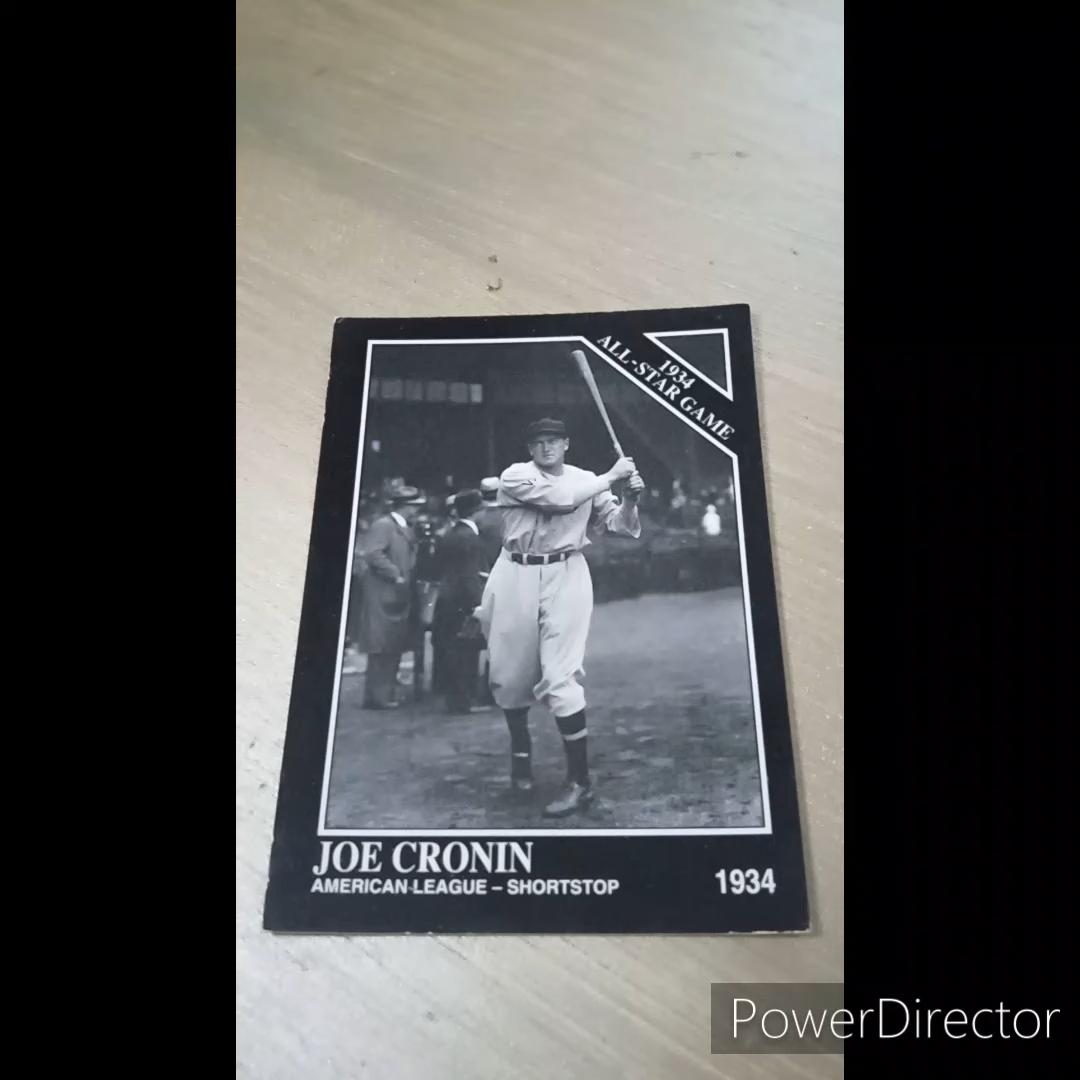 1934
ALL-STAR GAME
JOE CRONIN
AMERICAN LEAGUE – SHORTSTOP
1934
PowerDirector